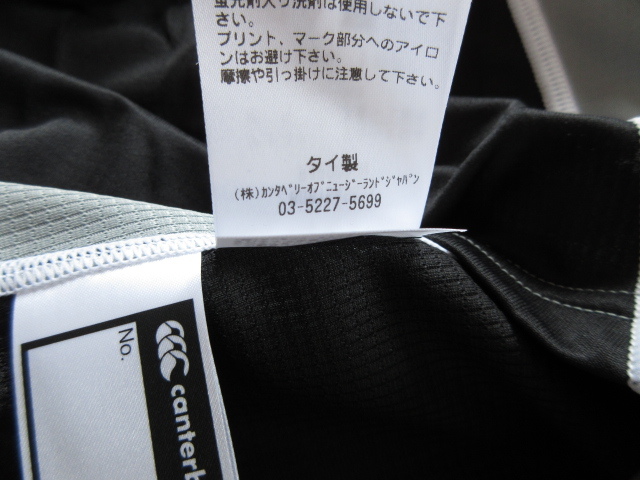 蛍光剤入り洗剤は使用しないで下
さい。
プリント、マーク部分へのアイロ
ンはお避け下さい。
摩擦や引っ掛けに注意して下さい。
タイ製
(株)カンタベリーオブニュージーランドジャパン
03-5227-5699
No.
canterb